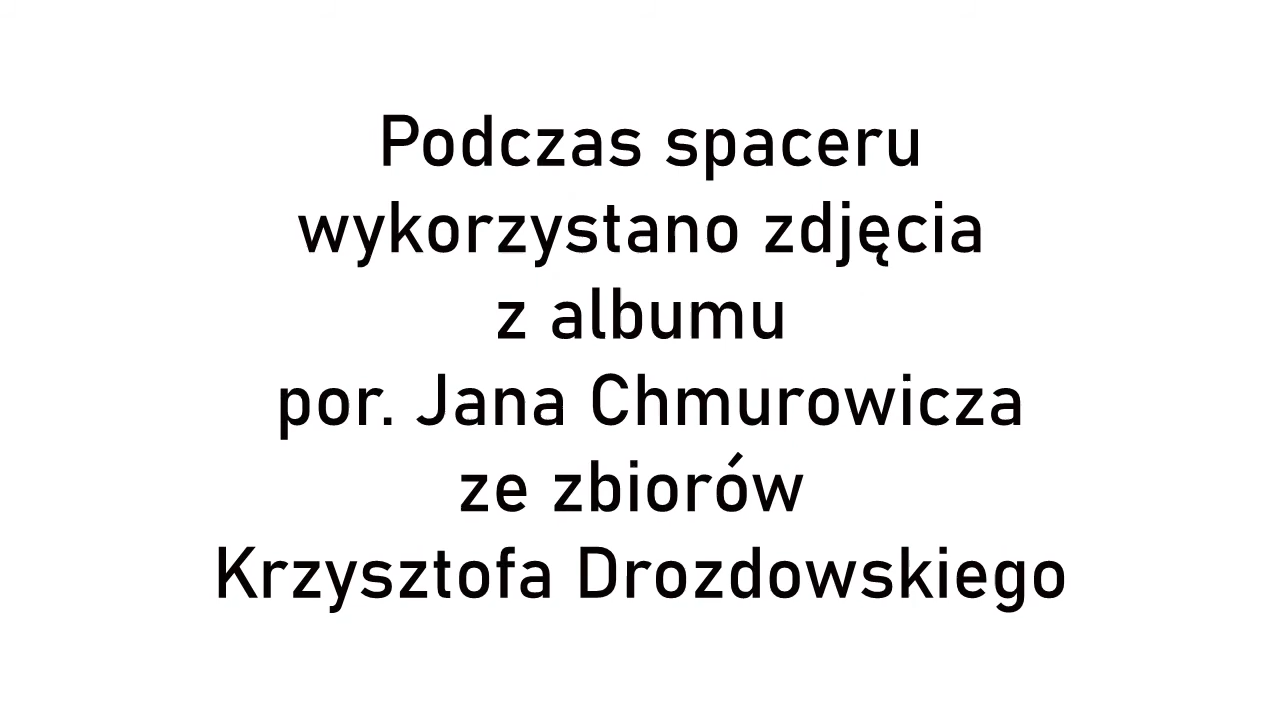 Podczas spaceru
wykorzystano zdjęcia
z albumu
por. Jana Chmurowicza
ze zbiorów
Krzysztofa Drozdowskiego